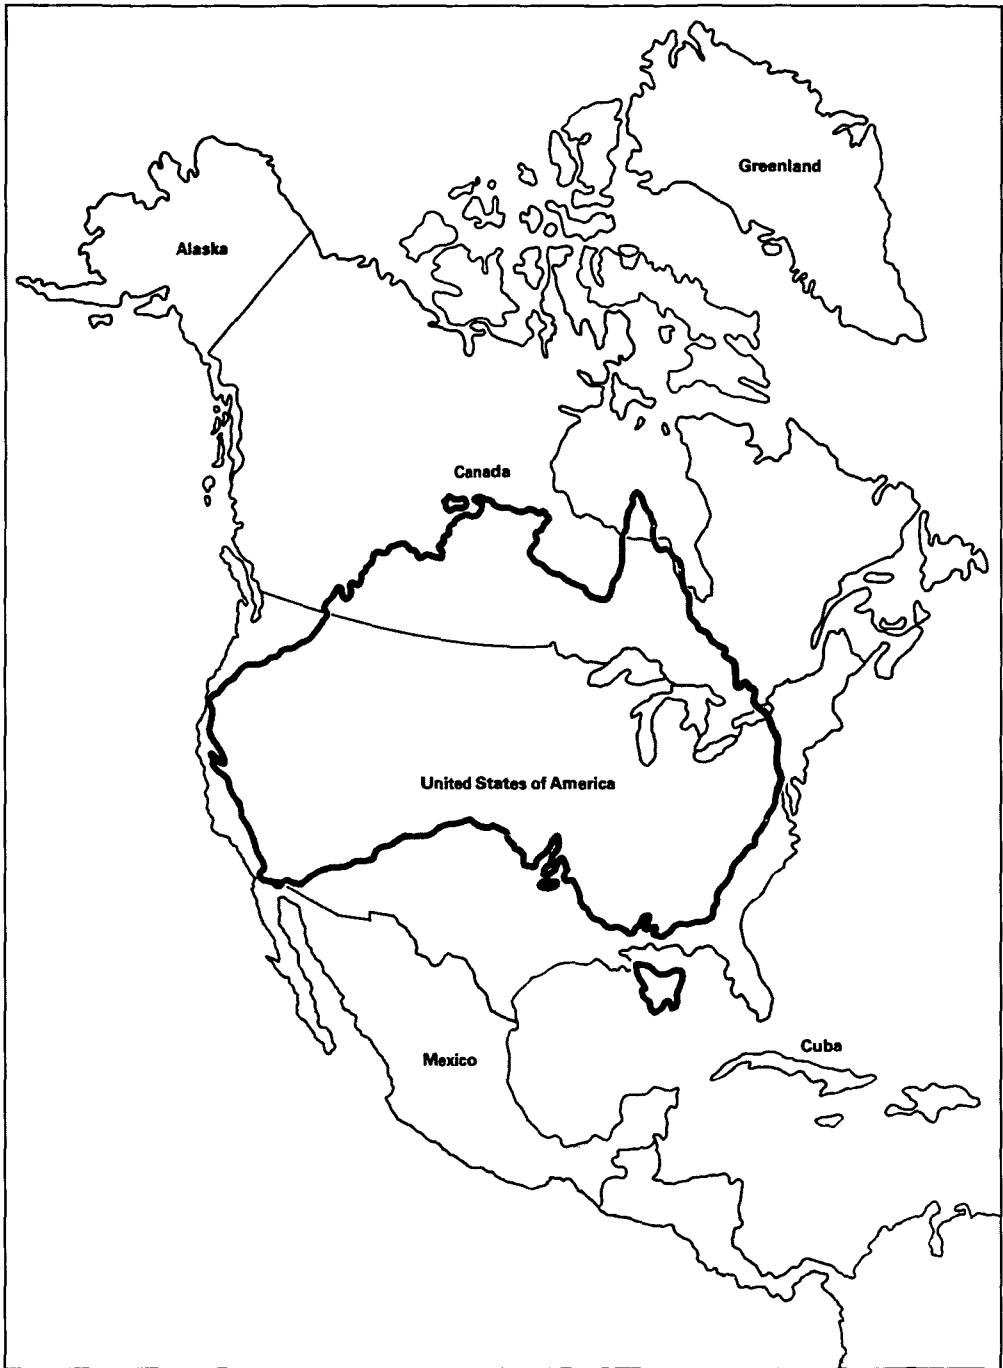 Greenland
Alaska
Canada
United States of America
Cuba
Mexico